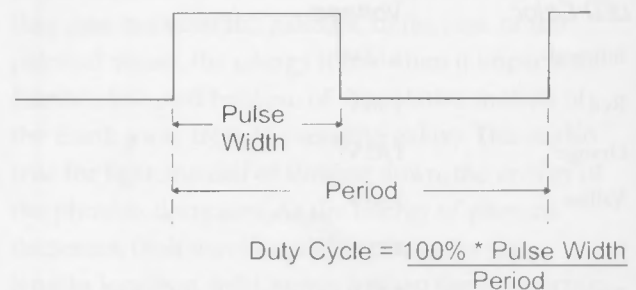 Pulse
Width
Period
Duty Cycle = 100% * Pulse Width
Period